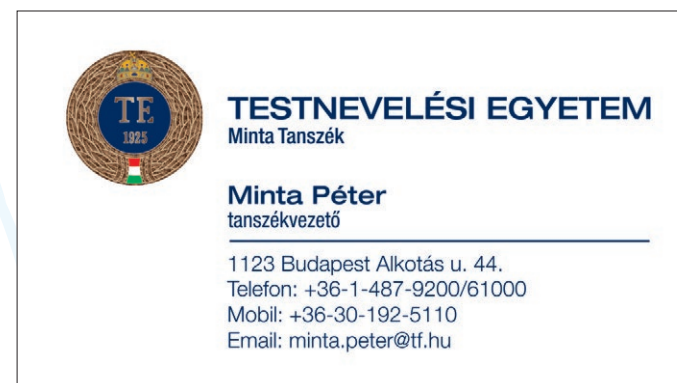 TE
1925
TESTNEVELÉSI EGYETEM
Minta Tanszék
Minta Péter
tanszékvezető
1123 Budapest Alkotás u. 44.
Telefon: +36-1-487-9200/61000
Mobil: +36-30-192-5110
Email: minta.peter@tf.hu